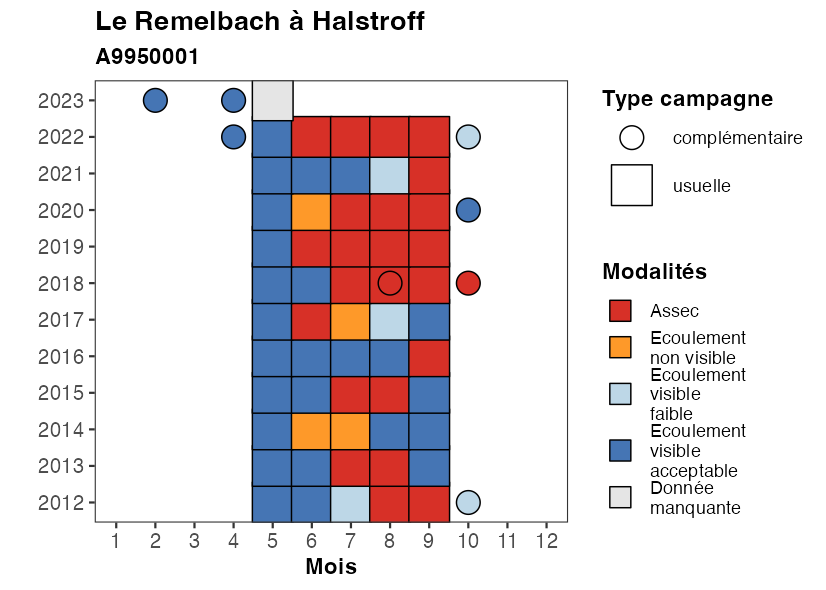 Le Remelbach à Halstroff
A9950001
2023
2022
2021
2020
2019
2018
2017
2016
2015
2014
2013
2012
1 2 3 4 5 6 7 8 9 10 11 12
Mois
Type campagne
complémentaire
usuelle
Modalités
Assec
Ecoulement
non visible
Ecoulement
visible
faible
Ecoulement
visible
acceptable
Donnée
manquante